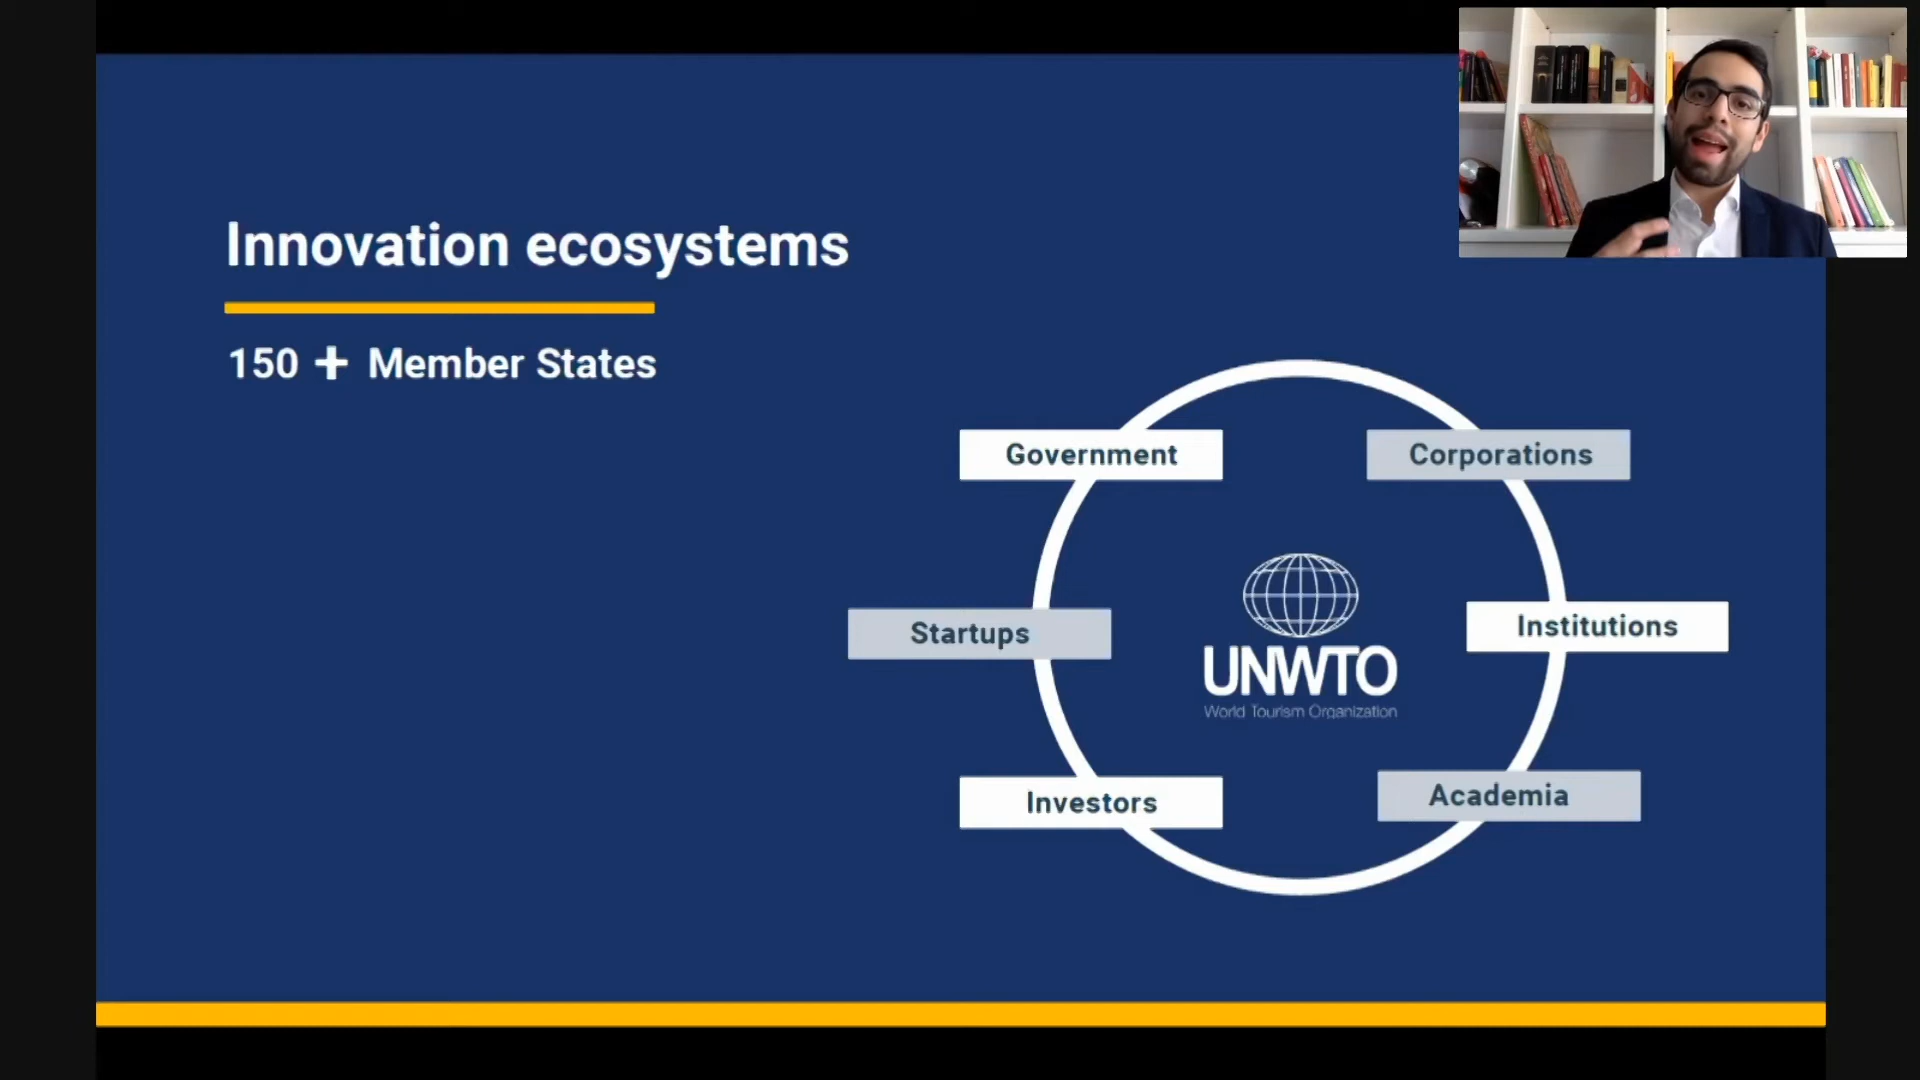 Innovation ecosystems
150 + Member States
Government
Corporations
Startups
Institutions
UNWTO
World Tourism Organization
Investors
Academia